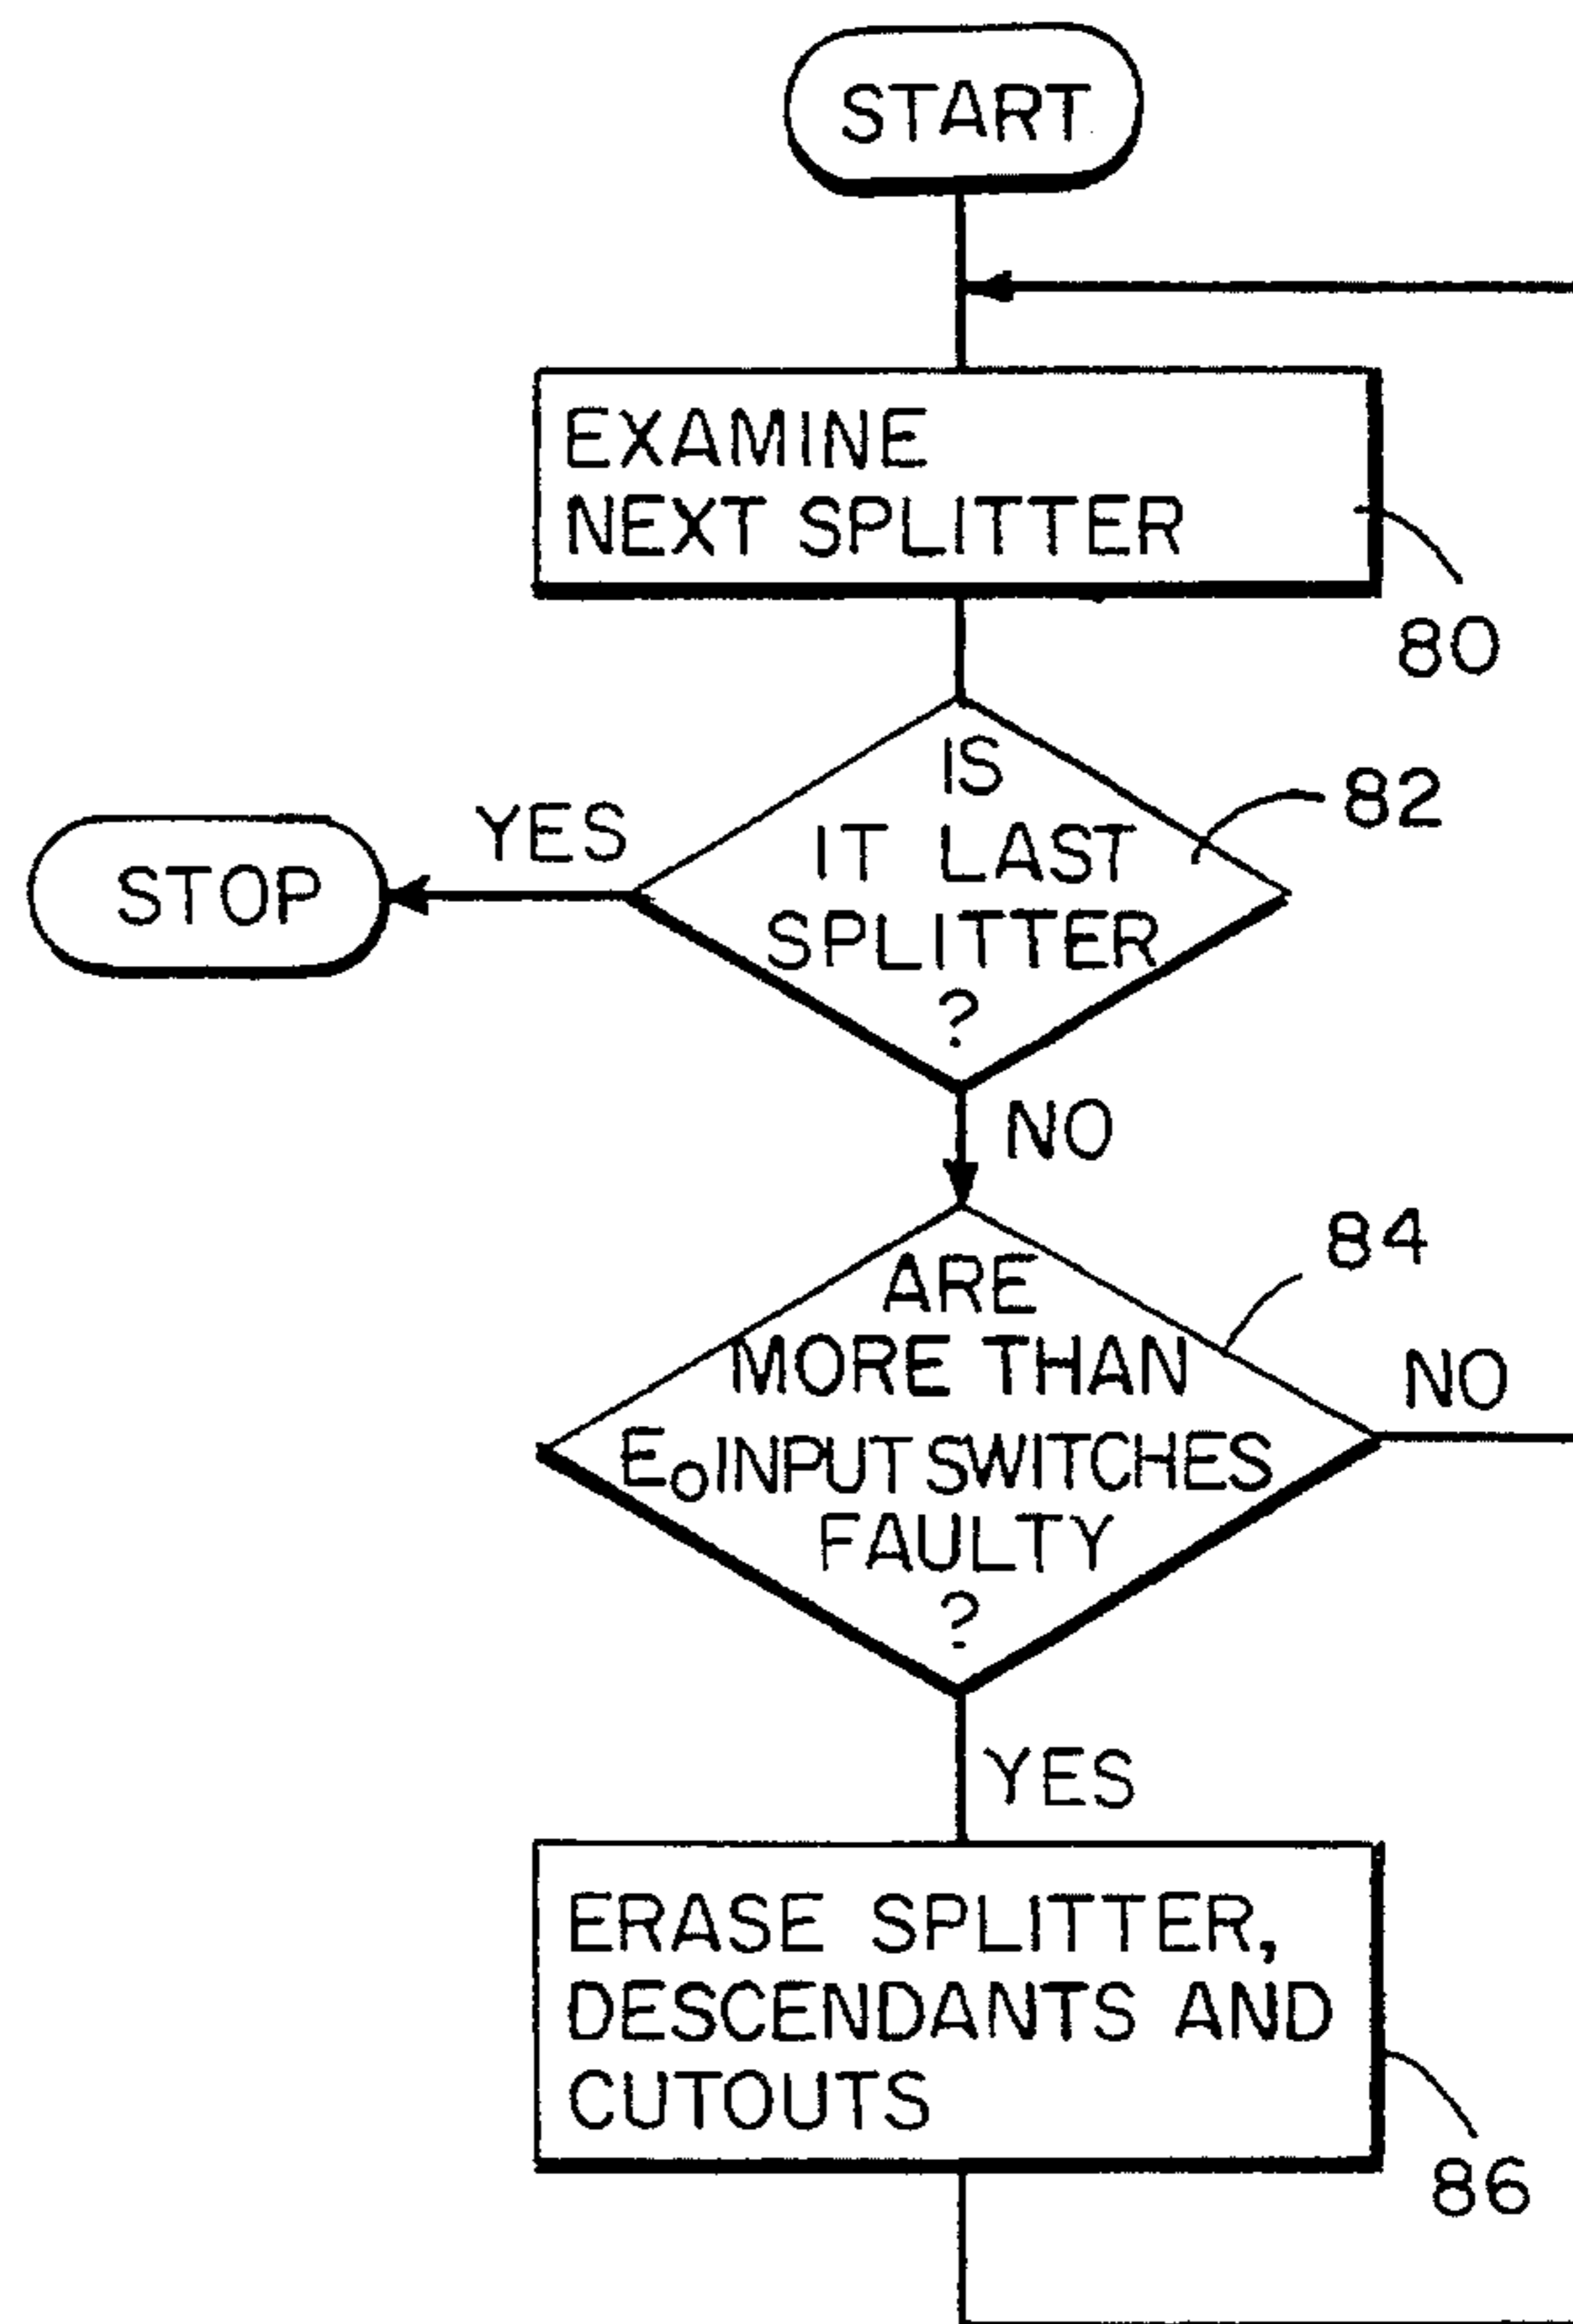 START
EXAMINE
NEXT SPLITTER
80
IS
IT LAST
SPLITTER
?
82
YES
STOP
NO
84
ARE
MORE THAN
E₀ INPUT SWITCHES
FAULTY
?
NO
YES
ERASE SPLITTER,
DESCENDANTS AND
CUTOUTS
86